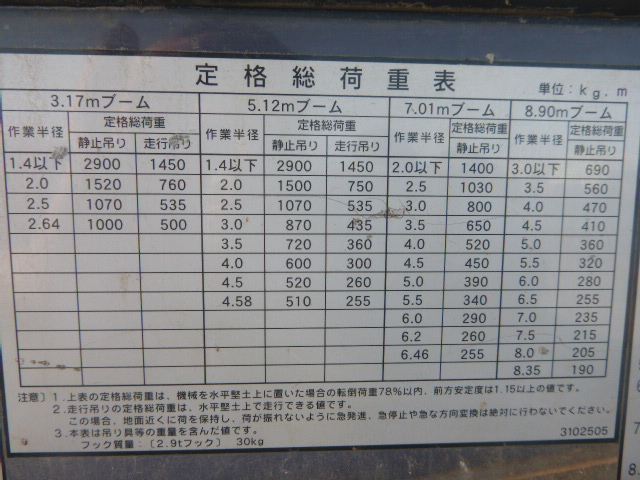 定格総荷重表
単位：kg．m
3.17mブーム 5.12mブーム 7.01mブーム 8.90mブーム
作業半径 定格総荷重 作業半径 定格総荷重 作業半径 定格総荷重 作業半径 定格総荷重
静止吊り 走行吊り 静止吊り 走行吊り 静止吊り 静止吊り
1.4以下 2900 1450 1.4以下 2900 1450 2.0以下 1400 3.0以下 690
2.0 1520 760 2.0 1500 750 2.5 1030 3.5 560
2.5 1070 535 2.5 1070 535 3.0 800 4.0 470
2.64 1000 500 3.0 870 435 3.5 650 4.5 410
3.5 720 360 4.0 520 5.0 360
4.0 600 300 4.5 450 5.5 320
4.5 520 260 5.0 390 6.0 280
4.58 510 255 5.5 340 6.5 255
6.0 290 7.0 235
6.2 260 7.5 215
6.46 255 8.0 205
8.35 190
注意）1.上表の定格総荷重は、機械を水平堅土上に置いた場合の転倒荷重78%以内、前方安定度は1.15以上の値です。
2.走行吊りの定格総荷重は、水平堅土上で走行できる値です。
この場合、地面近くに荷を保持し、荷が振れないように急発進、急停止や急な方向変換は絶対に行わないでください。
3.本表は吊り具等の重量を含んだ値です。
フック質量：〔2.9tフック〕 30kg
3102505